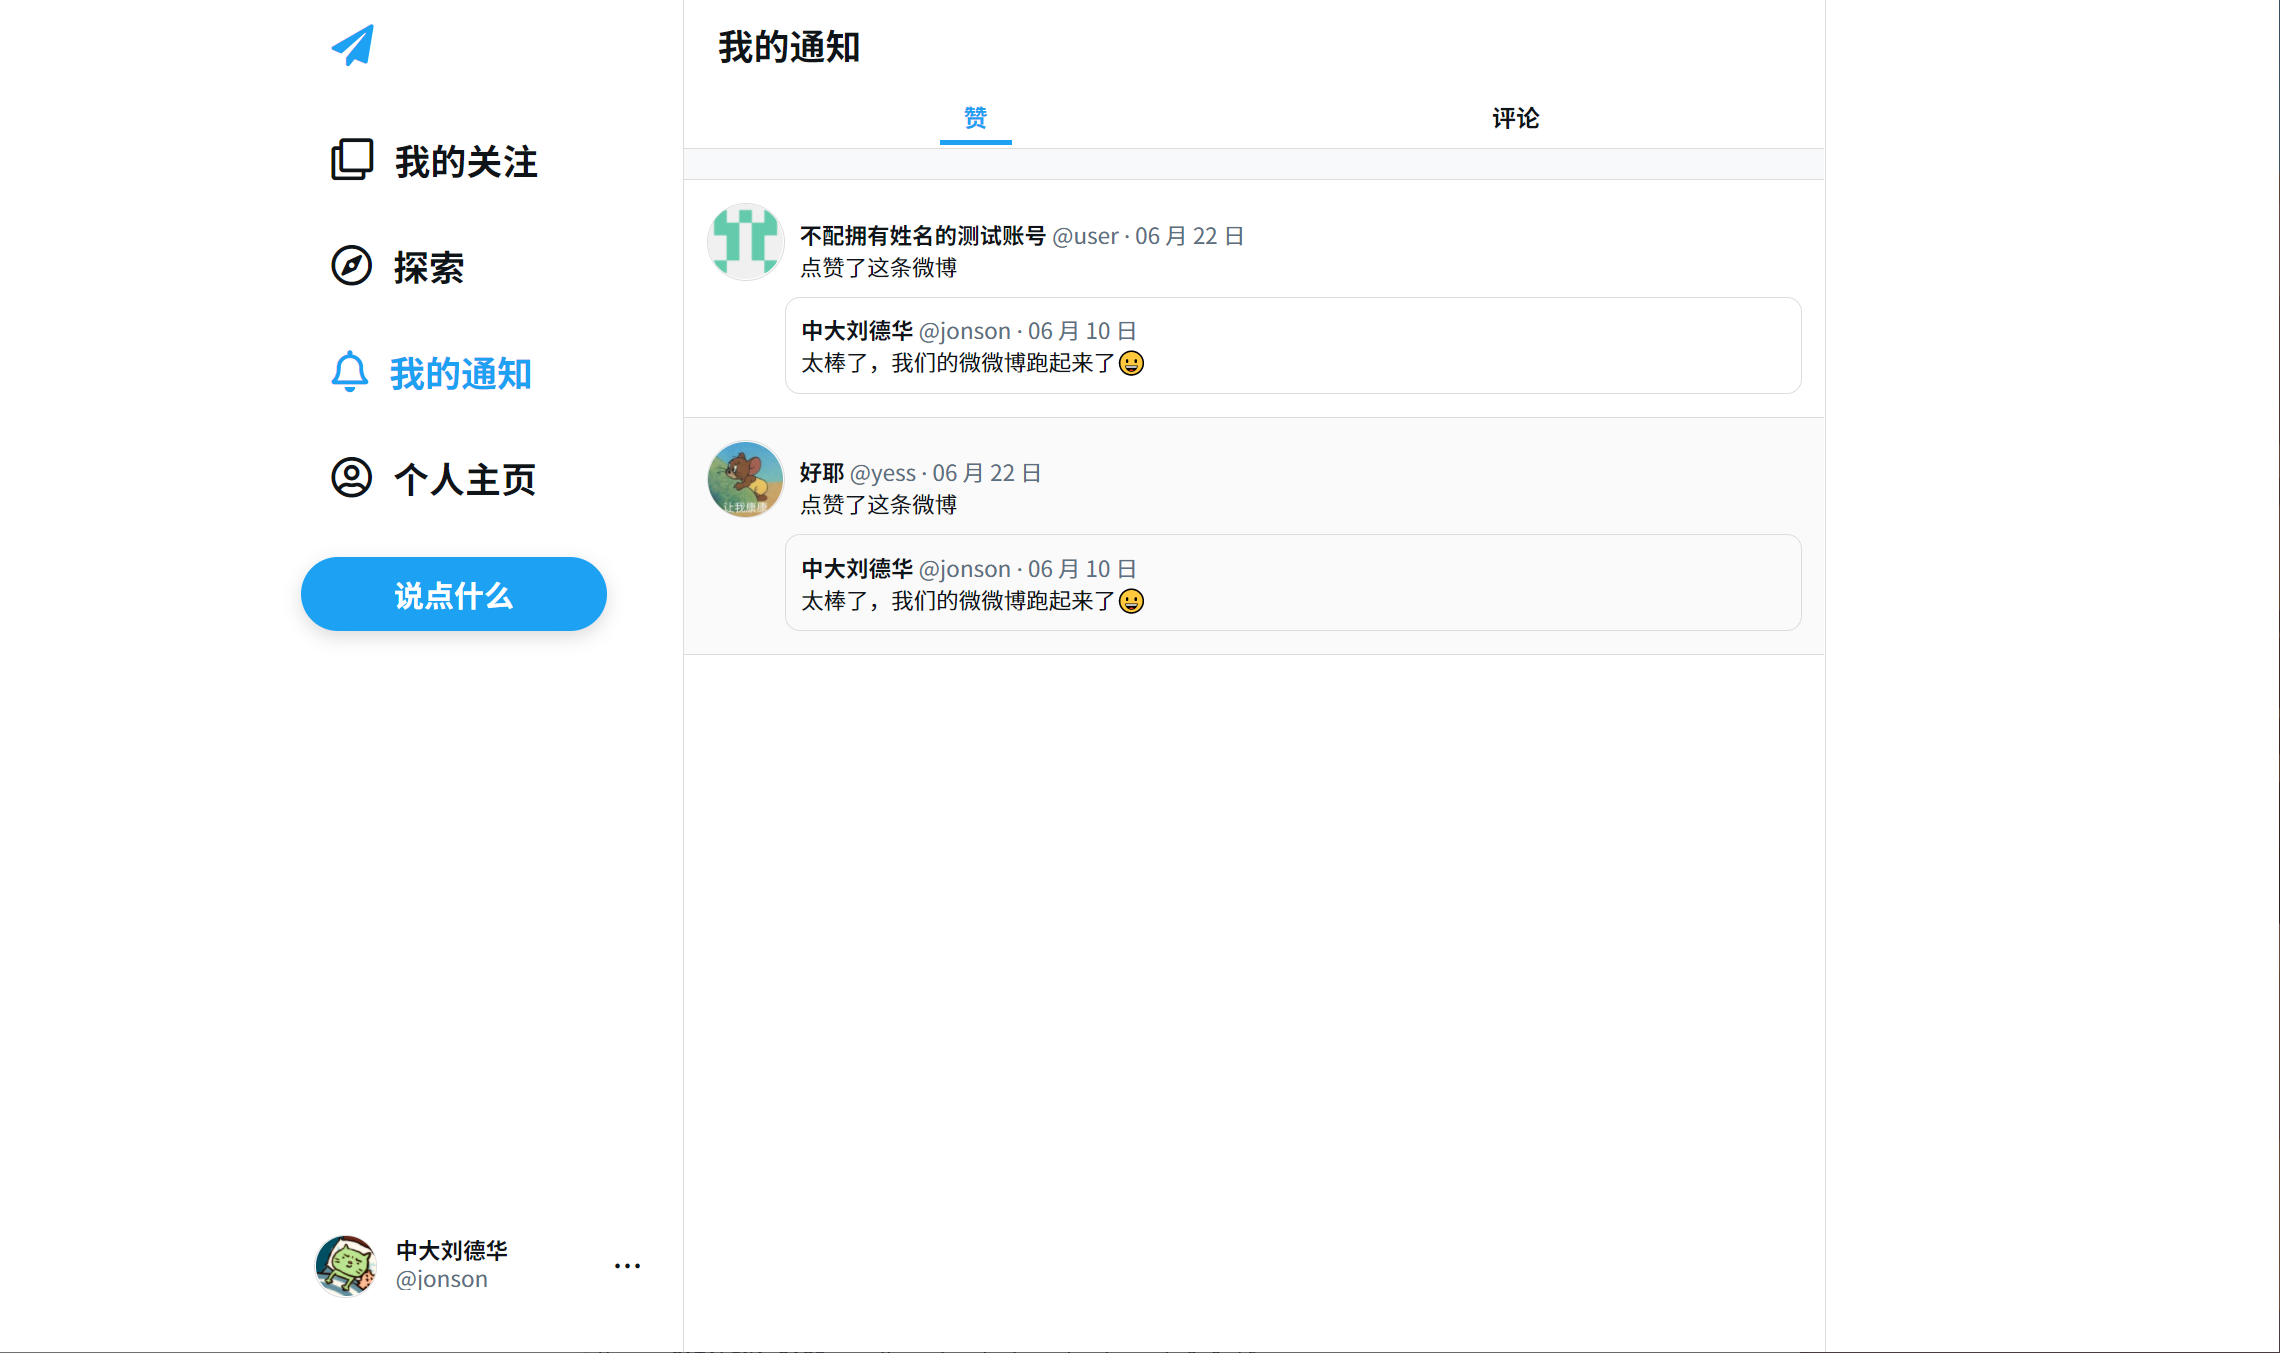 我的关注
探索
我的通知
个人主页
说点什么
中大刘德华
@jonson
我的通知
赞
评论
不配拥有姓名的测试账号 @user · 06 月 22 日
点赞了这条微博
中大刘德华 @jonson · 06 月 10 日
太棒了，我们的微微博跑起来了😀
好耶 @yess · 06 月 22 日
点赞了这条微博
让我康康
中大刘德华 @jonson · 06 月 10 日
太棒了，我们的微微博跑起来了😀